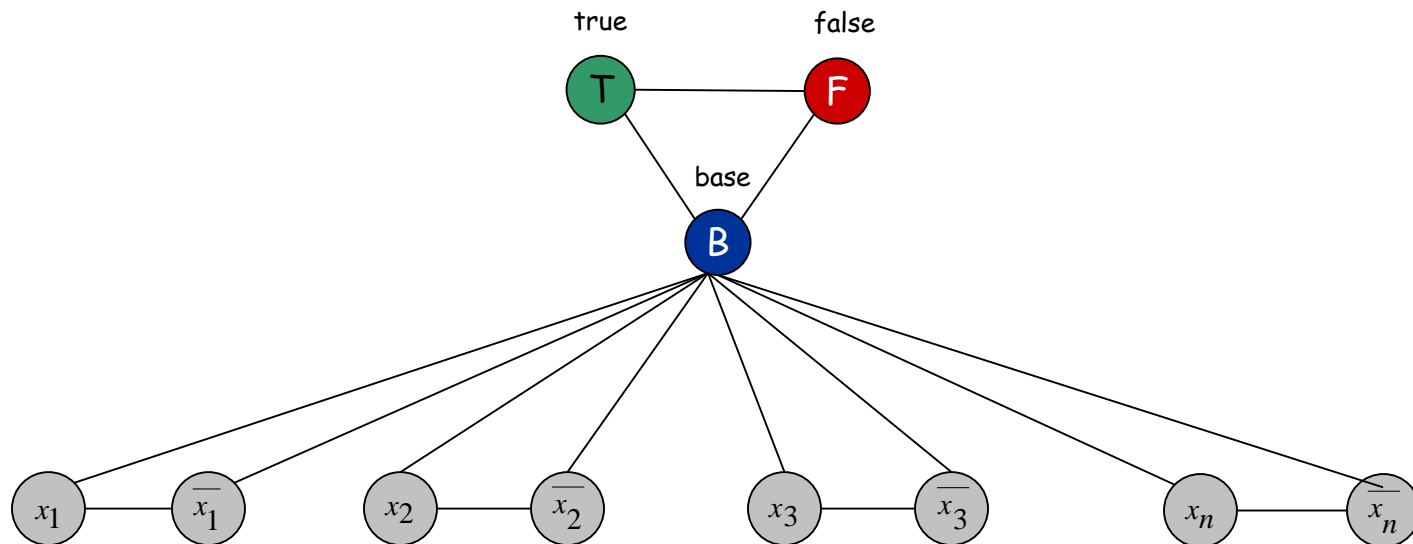 true false
T F
base
B
x₁ x̅₁ x₂ x̅₂ x₃ x̅₃ xₙ x̅ₙ